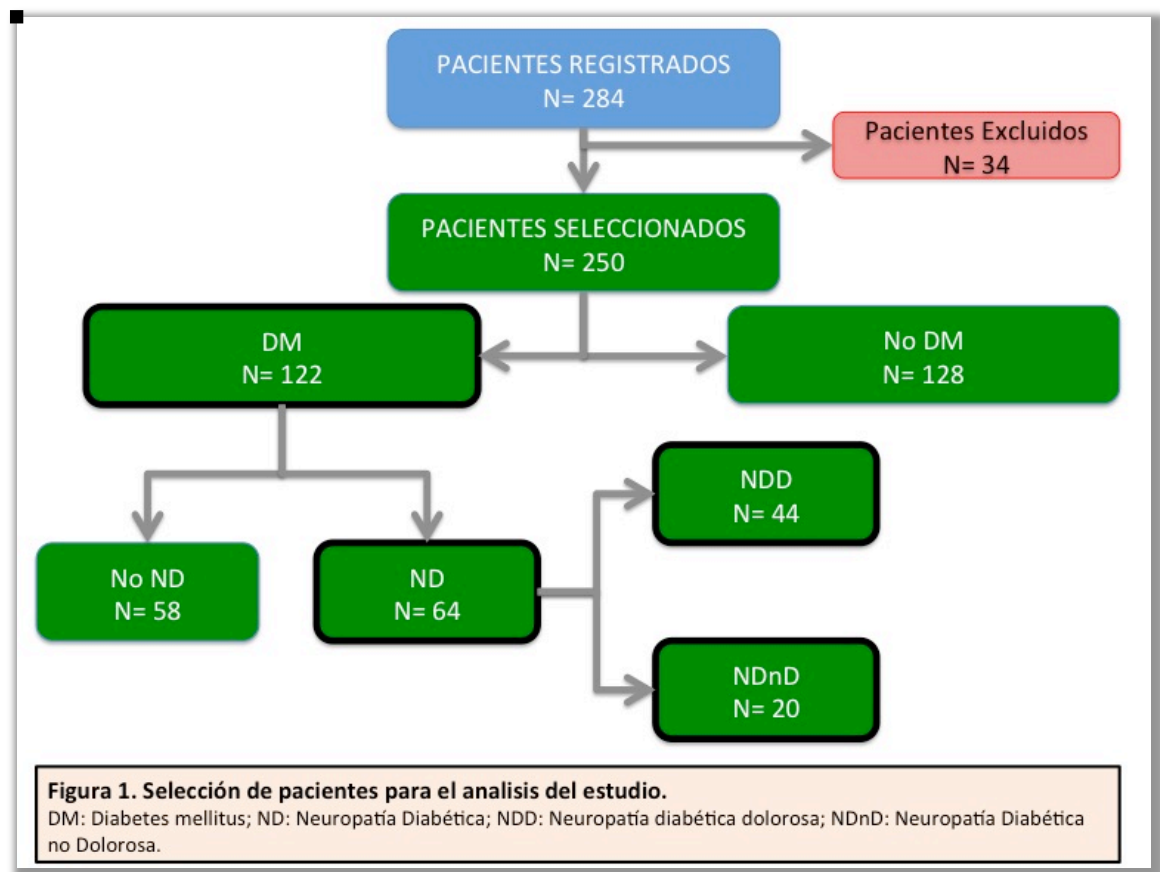 PACIENTES REGISTRADOS
N= 284
Pacientes Excluidos
N= 34
PACIENTES SELECCIONADOS
N= 250
DM
N= 122
No DM
N= 128
NDD
N= 44
No ND
N= 58
ND
N= 64
NDnD
N= 20
Figura 1. Selección de pacientes para el analisis del estudio.
DM: Diabetes mellitus; ND: Neuropatía Diabética; NDD: Neuropatía diabética dolorosa; NDnD: Neuropatía Diabética
no Dolorosa.